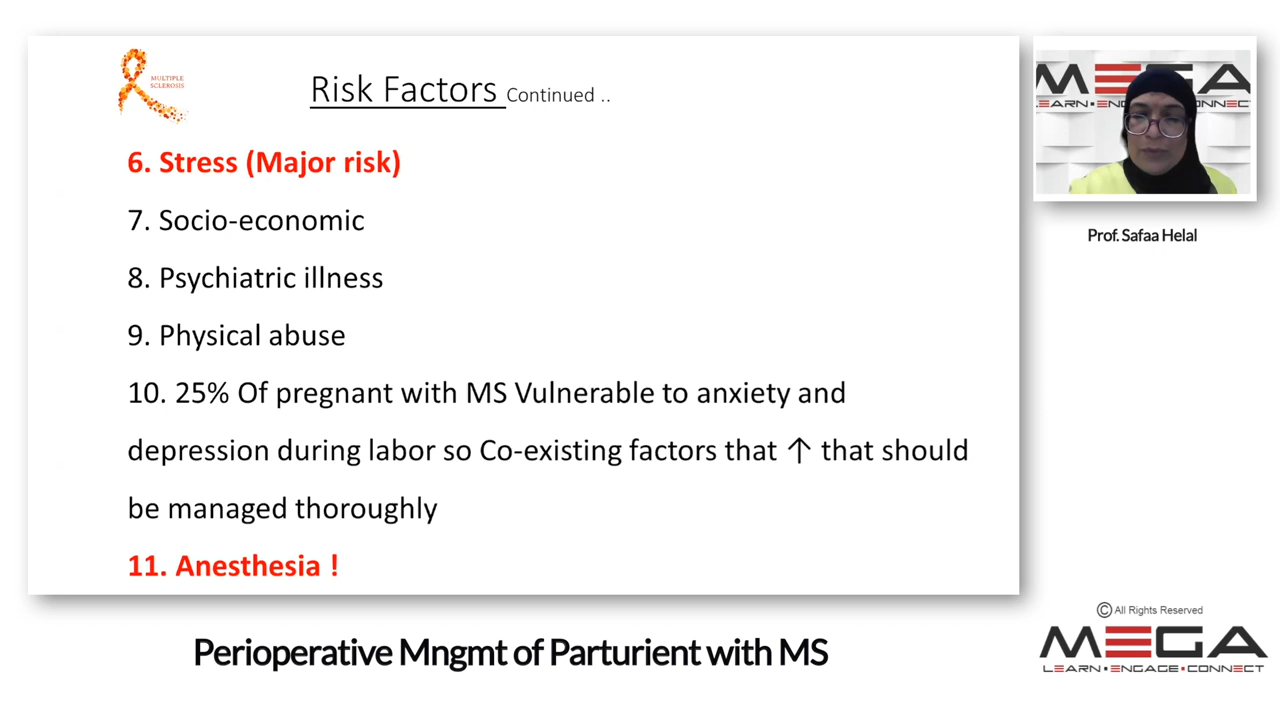 MULTIPLE
SCLEROSIS
Risk Factors Continued ..
6. Stress (Major risk)
7. Socio-economic
8. Psychiatric illness
9. Physical abuse
10. 25% Of pregnant with MS Vulnerable to anxiety and
depression during labor so Co-existing factors that ↑ that should
be managed thoroughly
11. Anesthesia !
MEGA
Prof. Safaa Helal
Perioperative Mngmt of Parturient with MS
© All Rights Reserved
MEGA
LEARN • ENGAGE • CONNECT